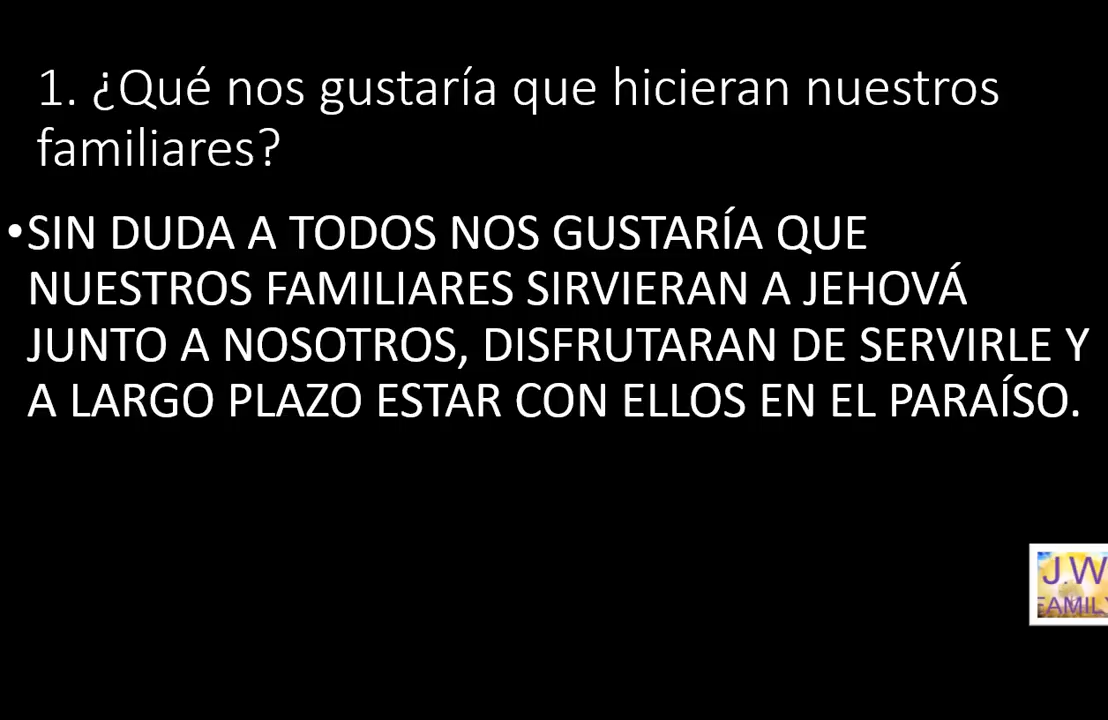 1. ¿Qué nos gustaría que hicieran nuestros
familiares?
•SIN DUDA A TODOS NOS GUSTARÍA QUE
NUESTROS FAMILIARES SIRVIERAN A JEHOVÁ
JUNTO A NOSOTROS, DISFRUTARAN DE SERVIRLE Y
A LARGO PLAZO ESTAR CON ELLOS EN EL PARAÍSO.
J.W
FAMILY